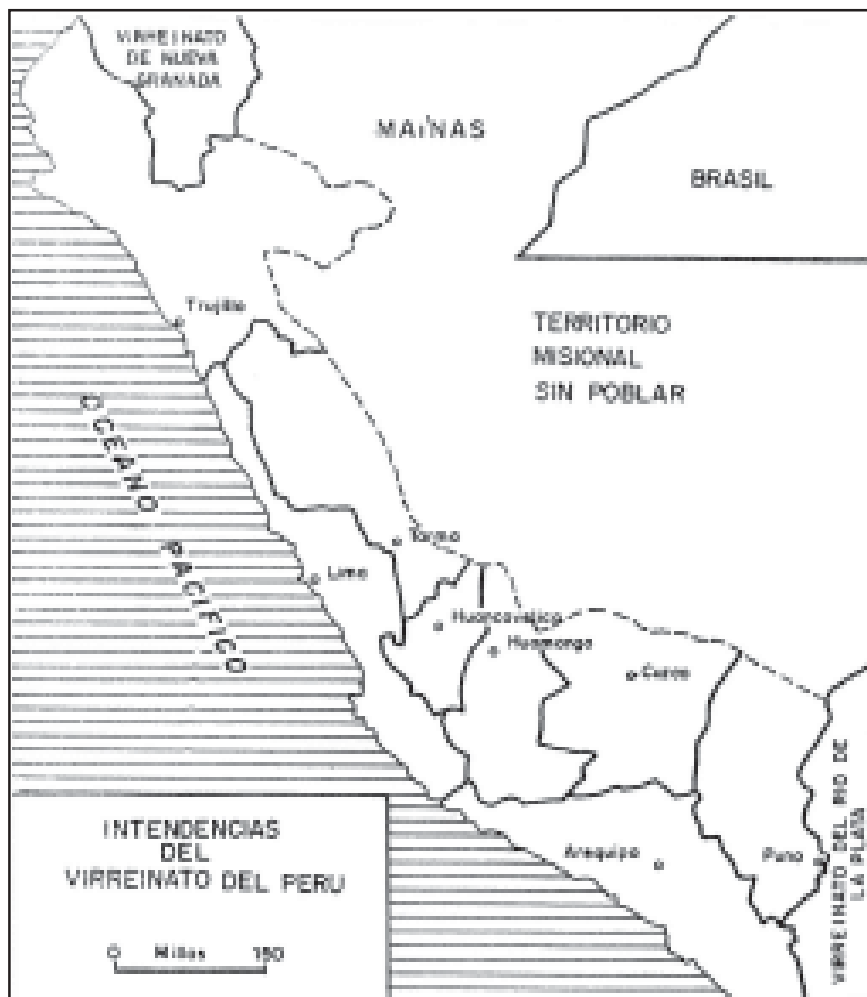 VIRREINATO
DE NUEVA
GRANADA
MAINAS
BRASIL
Trujillo
TERRITORIO
MISIONAL
SIN POBLAR
OCEANO PACIFICO
Tarma
Lima
Huancavelica
Huamanga
Cuzco
INTENDENCIAS
DEL
VIRREINATO DEL PERU
Arequipa
Puno
VIRREINATO DEL RIO DE
LA PLATA
0 Millas 150